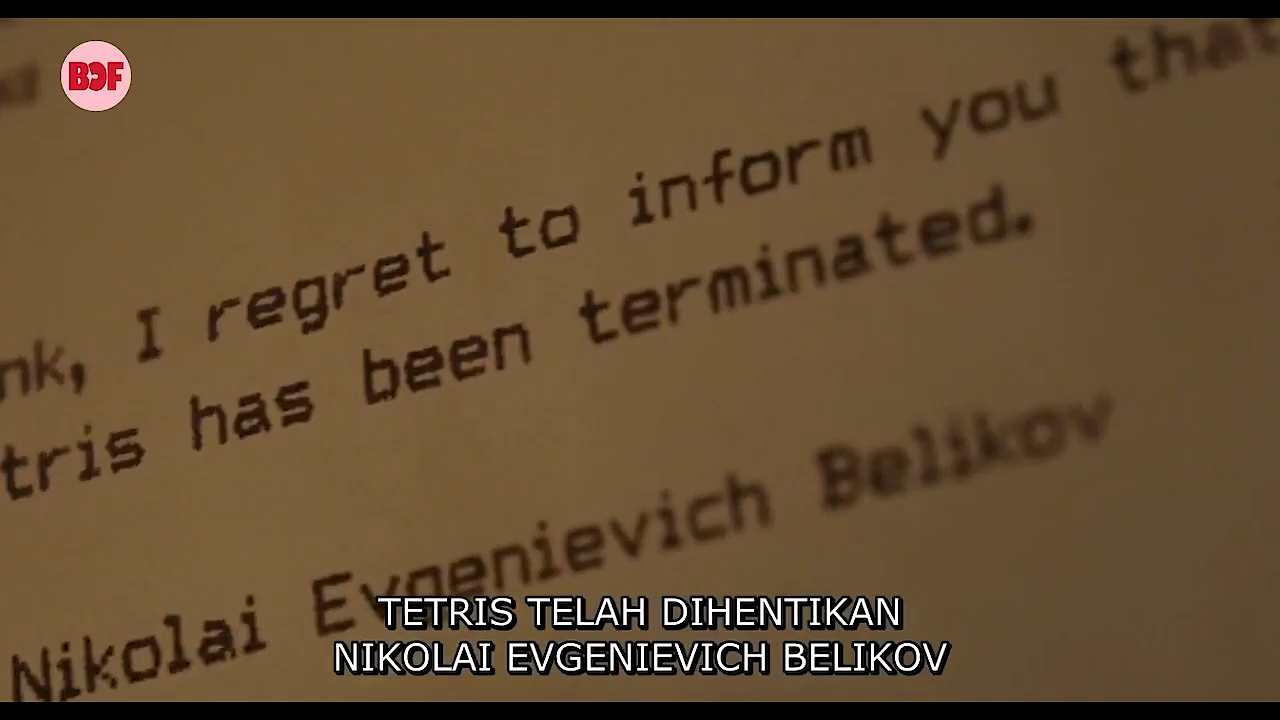 BOF
nk, I regret to inform you that
tris has been terminated.
Nikolai Evgenievich Belikov
TETRIS TELAH DIHENTIKAN
NIKOLAI EVGENIEVICH BELIKOV